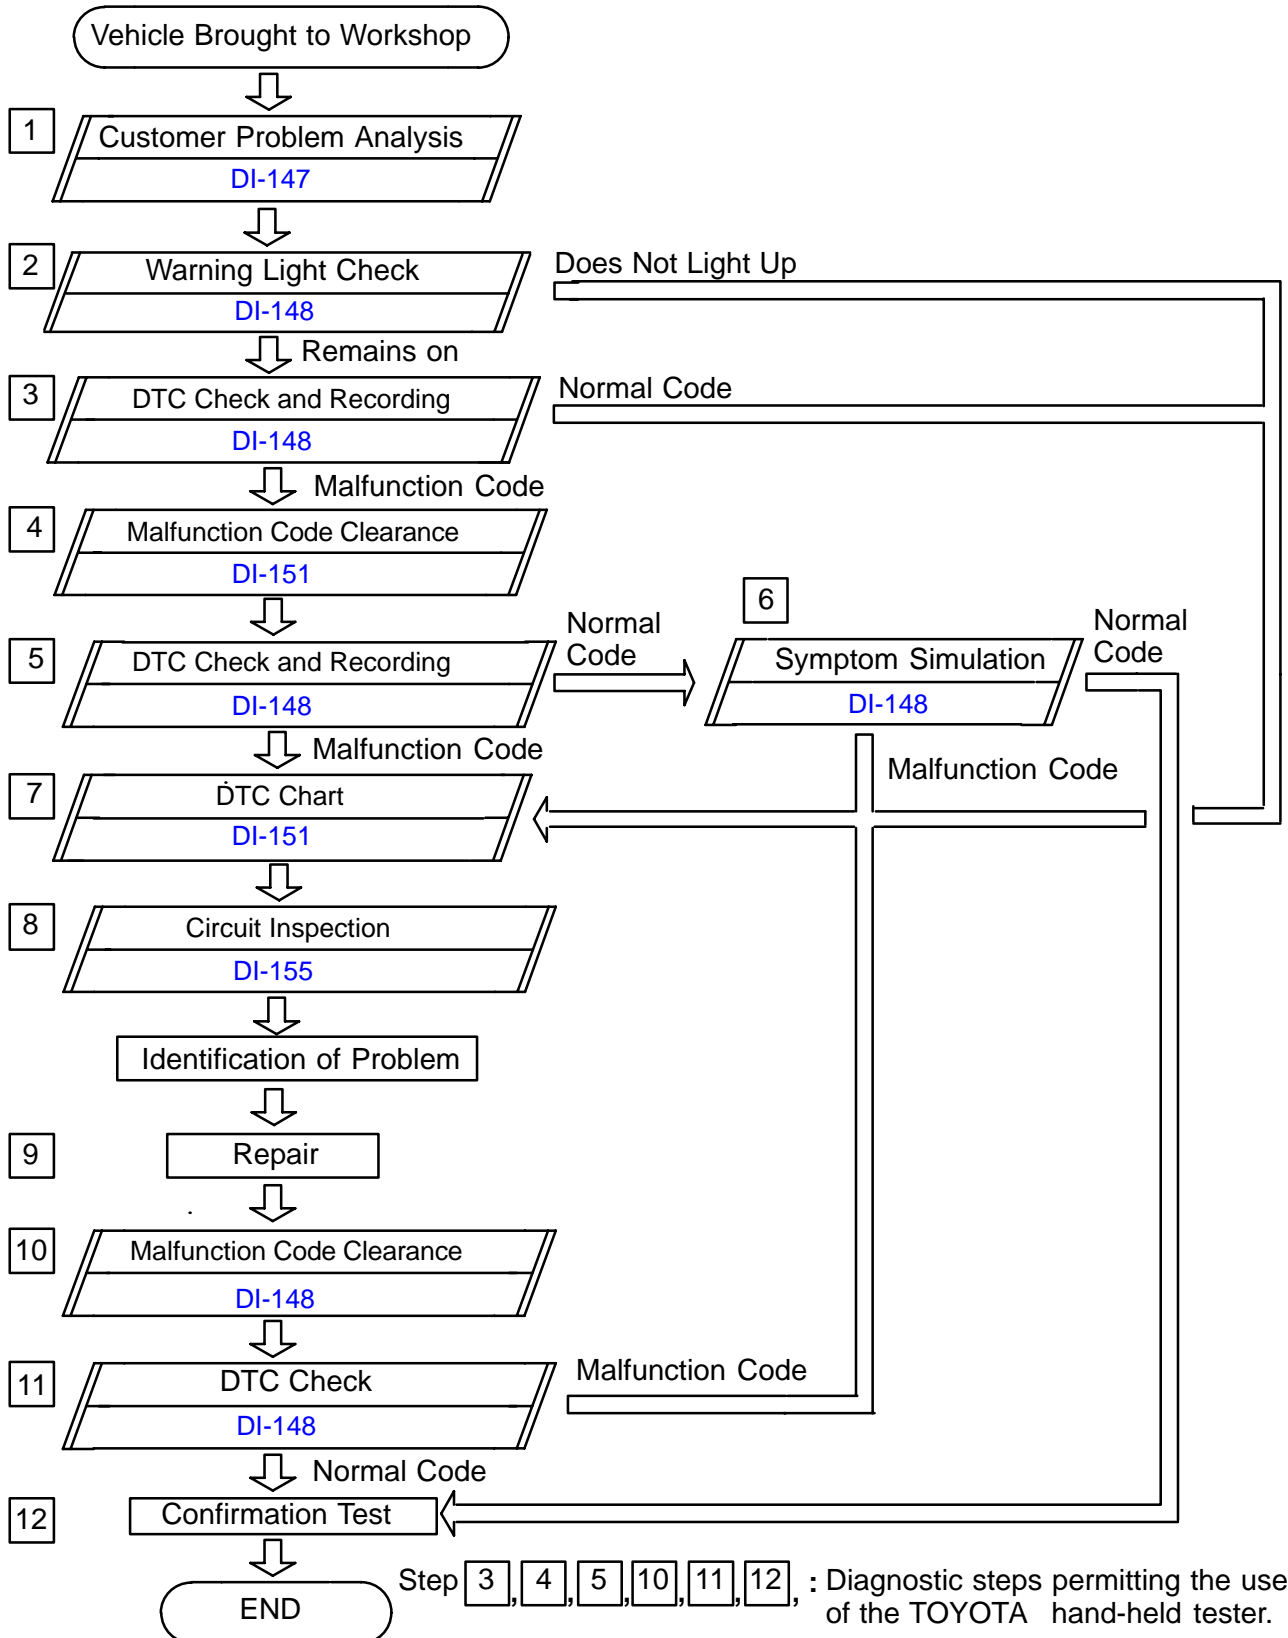 Vehicle Brought to Workshop
1
Customer Problem Analysis
DI-147
2
Warning Light Check
DI-148
Does Not Light Up
Remains on
3
DTC Check and Recording
DI-148
Normal Code
Malfunction Code
4
Malfunction Code Clearance
DI-151
5
DTC Check and Recording
DI-148
Normal
Code
6
Symptom Simulation
DI-148
Normal
Code
Malfunction Code
Malfunction Code
7
DTC Chart
DI-151
8
Circuit Inspection
DI-155
Identification of Problem
9
Repair
10
Malfunction Code Clearance
DI-148
11
DTC Check
DI-148
Malfunction Code
Normal Code
12
Confirmation Test
END
Step 3, 4, 5, 10, 11, 12, : Diagnostic steps permitting the use
of the TOYOTA hand-held tester.